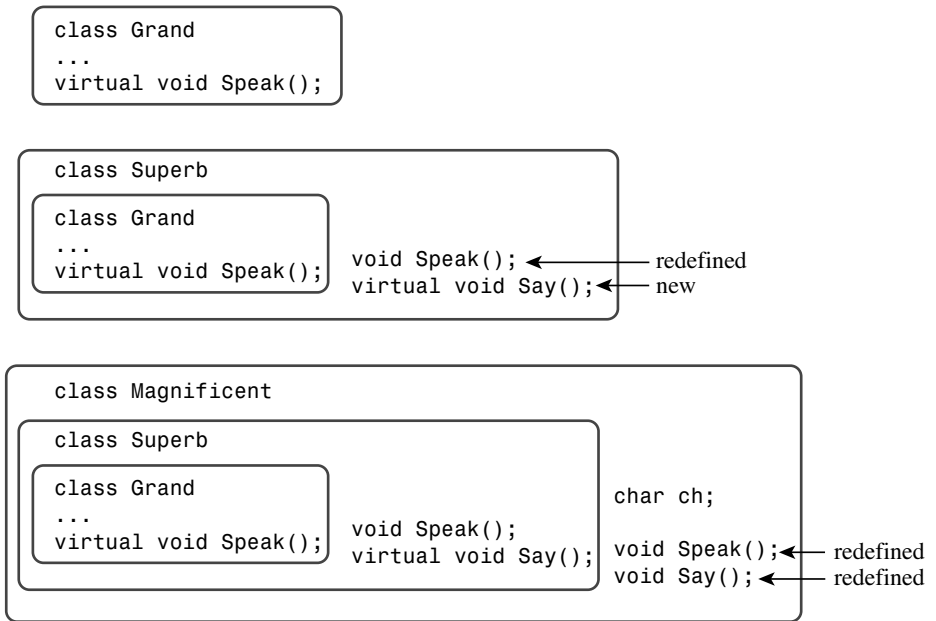 class Grand
...
virtual void Speak();
class Superb
class Grand
...
virtual void Speak();
void Speak();
redefined
virtual void Say();
new
class Magnificent
class Superb
class Grand
...
virtual void Speak();
void Speak();
virtual void Say();
char ch;
void Speak();
redefined
void Say();
redefined